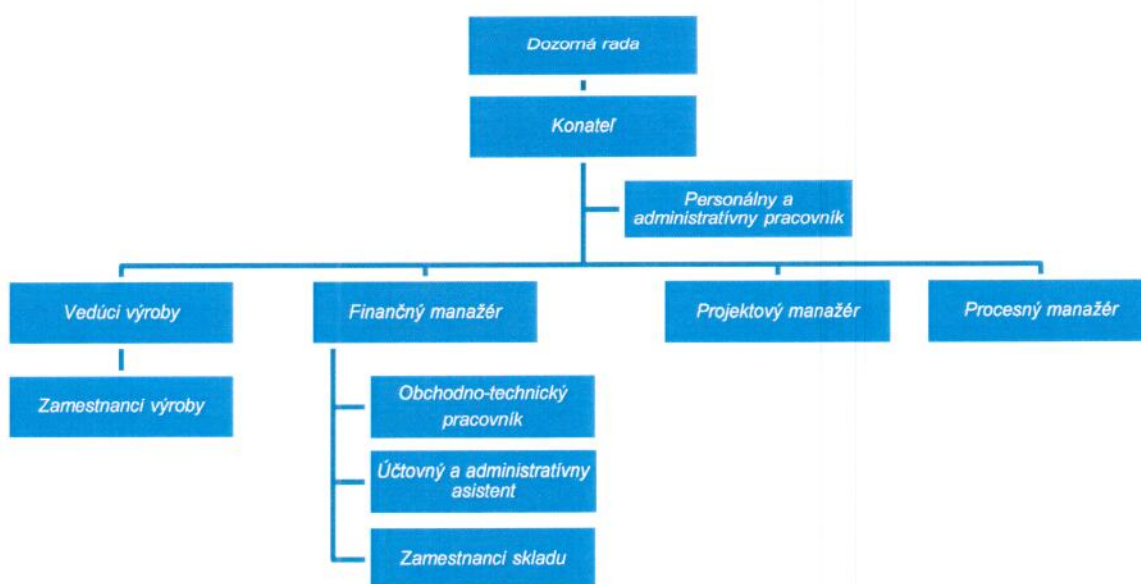 Dozorná rada
Konateľ
Personálny a
administratívny pracovník
Vedúci výroby
Finančný manažér
Projektový manažér
Procesný manažér
Zamestnanci výroby
Obchodno-technický
pracovník
Účtovný a administratívny
asistent
Zamestnanci skladu